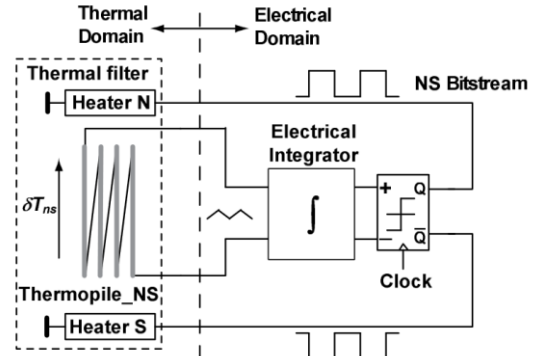 Thermal Domain
Electrical Domain
Thermal filter
Heater N
NS Bitstream
Electrical Integrator
δTns
∫
+
−
Q
Q̅
Clock
Thermopile_NS
Heater S